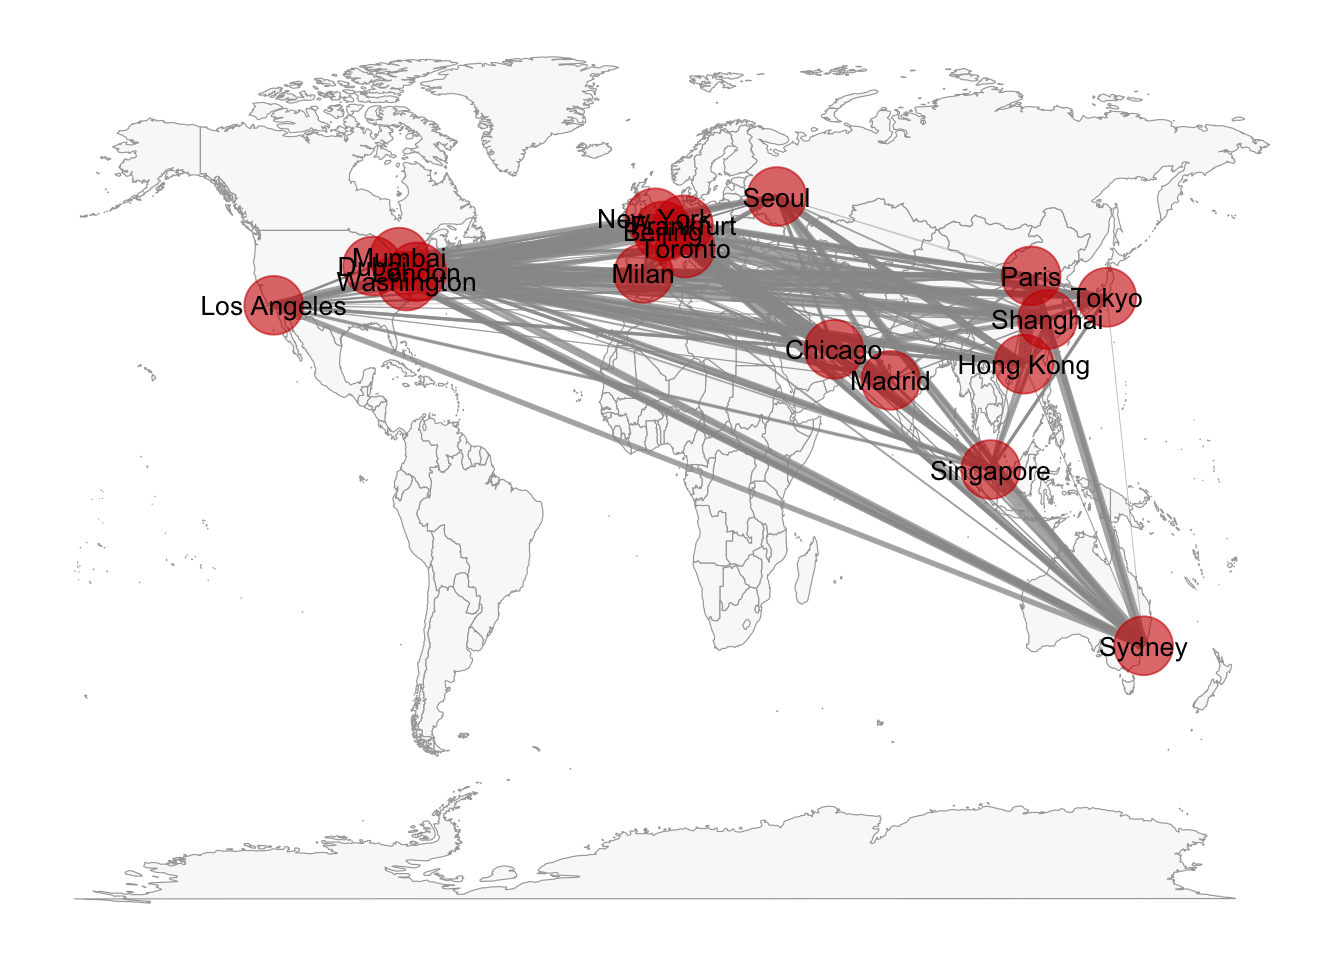 Seoul
New York
Frankfurt
Beijing
Toronto
Mumbai
Dubai
London
Milan
Washington
Los Angeles
Paris
Tokyo
Shanghai
Chicago
Hong Kong
Madrid
Singapore
Sydney